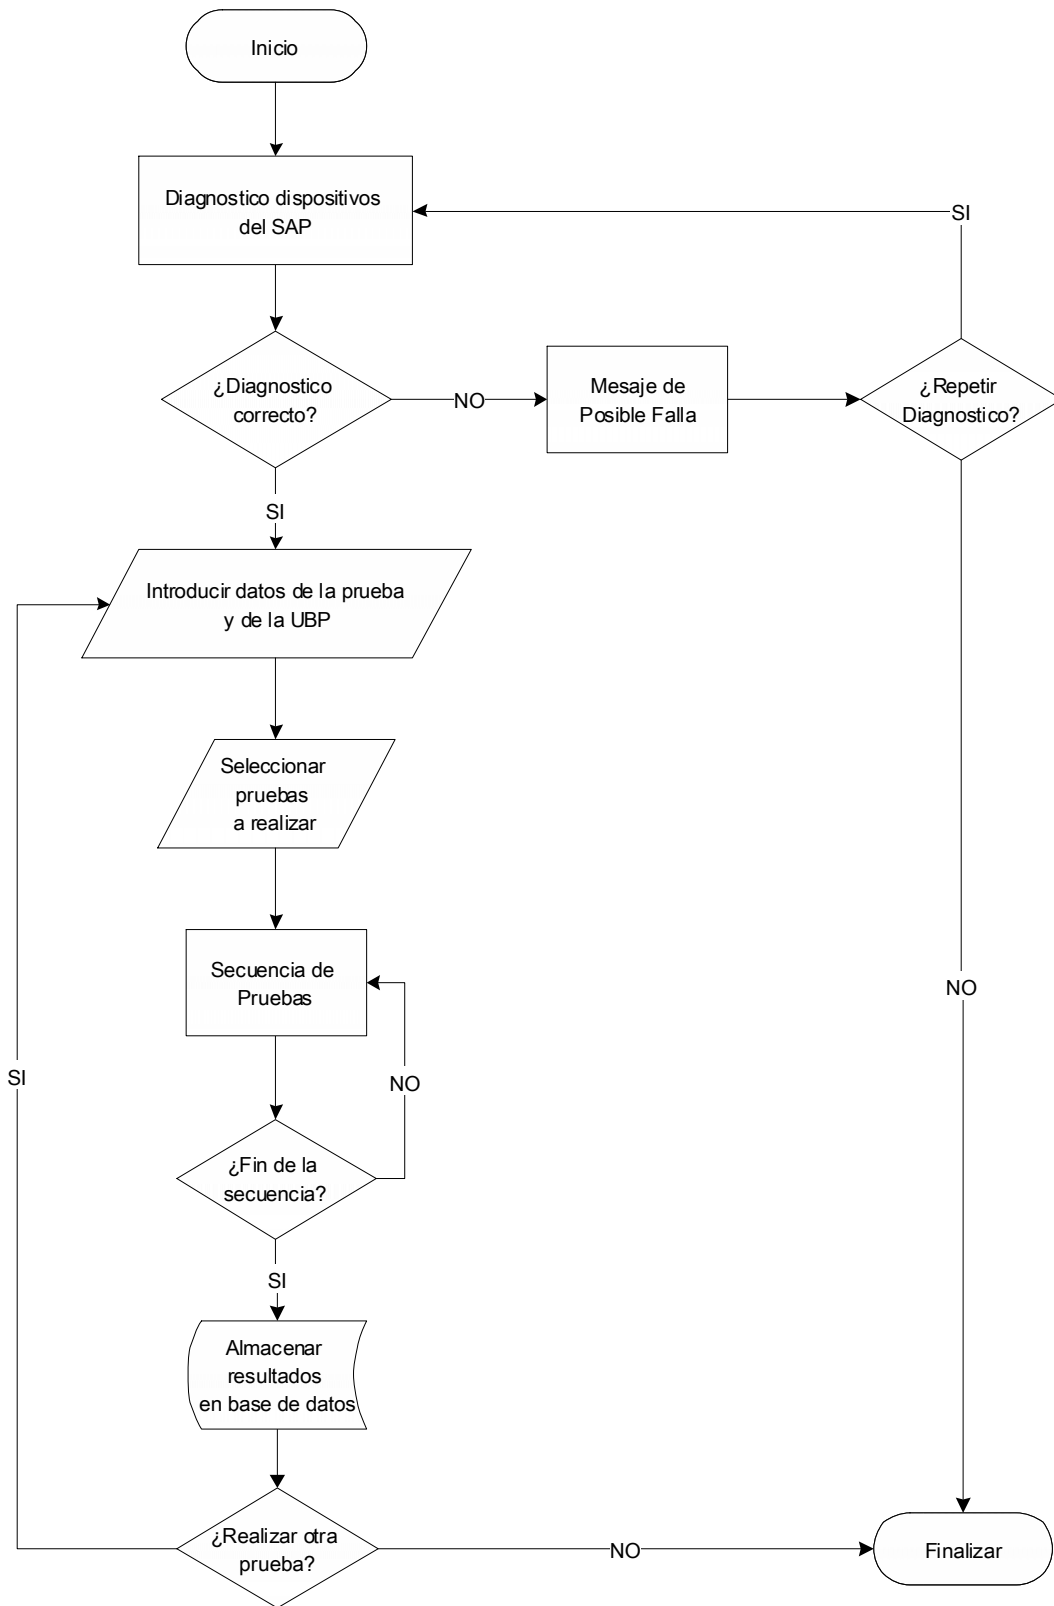 Inicio
Diagnostico dispositivos
del SAP
SI
¿Diagnostico
correcto?
NO
Mesaje de
Posible Falla
¿Repetir
Diagnostico?
SI
Introducir datos de la prueba
y de la UBP
Seleccionar
pruebas
a realizar
Secuencia de
Pruebas
NO
SI
NO
¿Fin de la
secuencia?
SI
Almacenar
resultados
en base de datos
¿Realizar otra
prueba?
NO
Finalizar